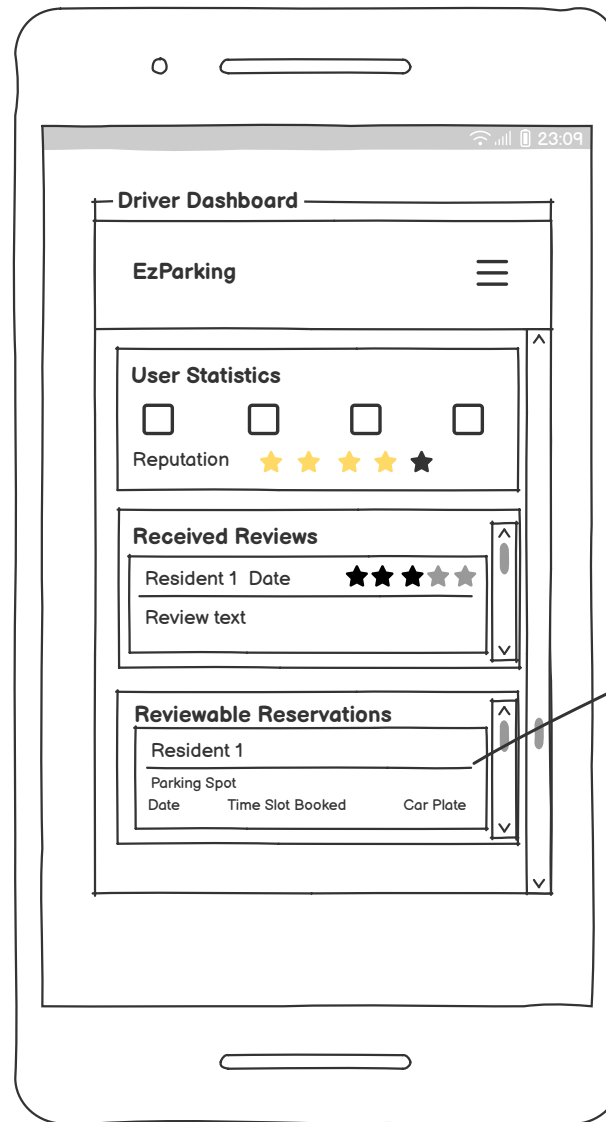 23:09
Driver Dashboard
EzParking
User Statistics
Reputation
Received Reviews
Resident 1 Date
Review text
Reviewable Reservations
Resident 1
Parking Spot
Date Time Slot Booked Car Plate